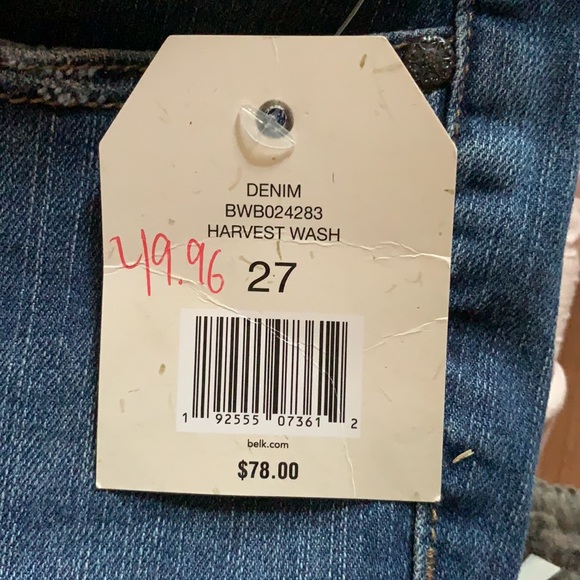 DENIM
BWB024283
HARVEST WASH
49.96 27
1 92555 07361 2
belk.com
$78.00